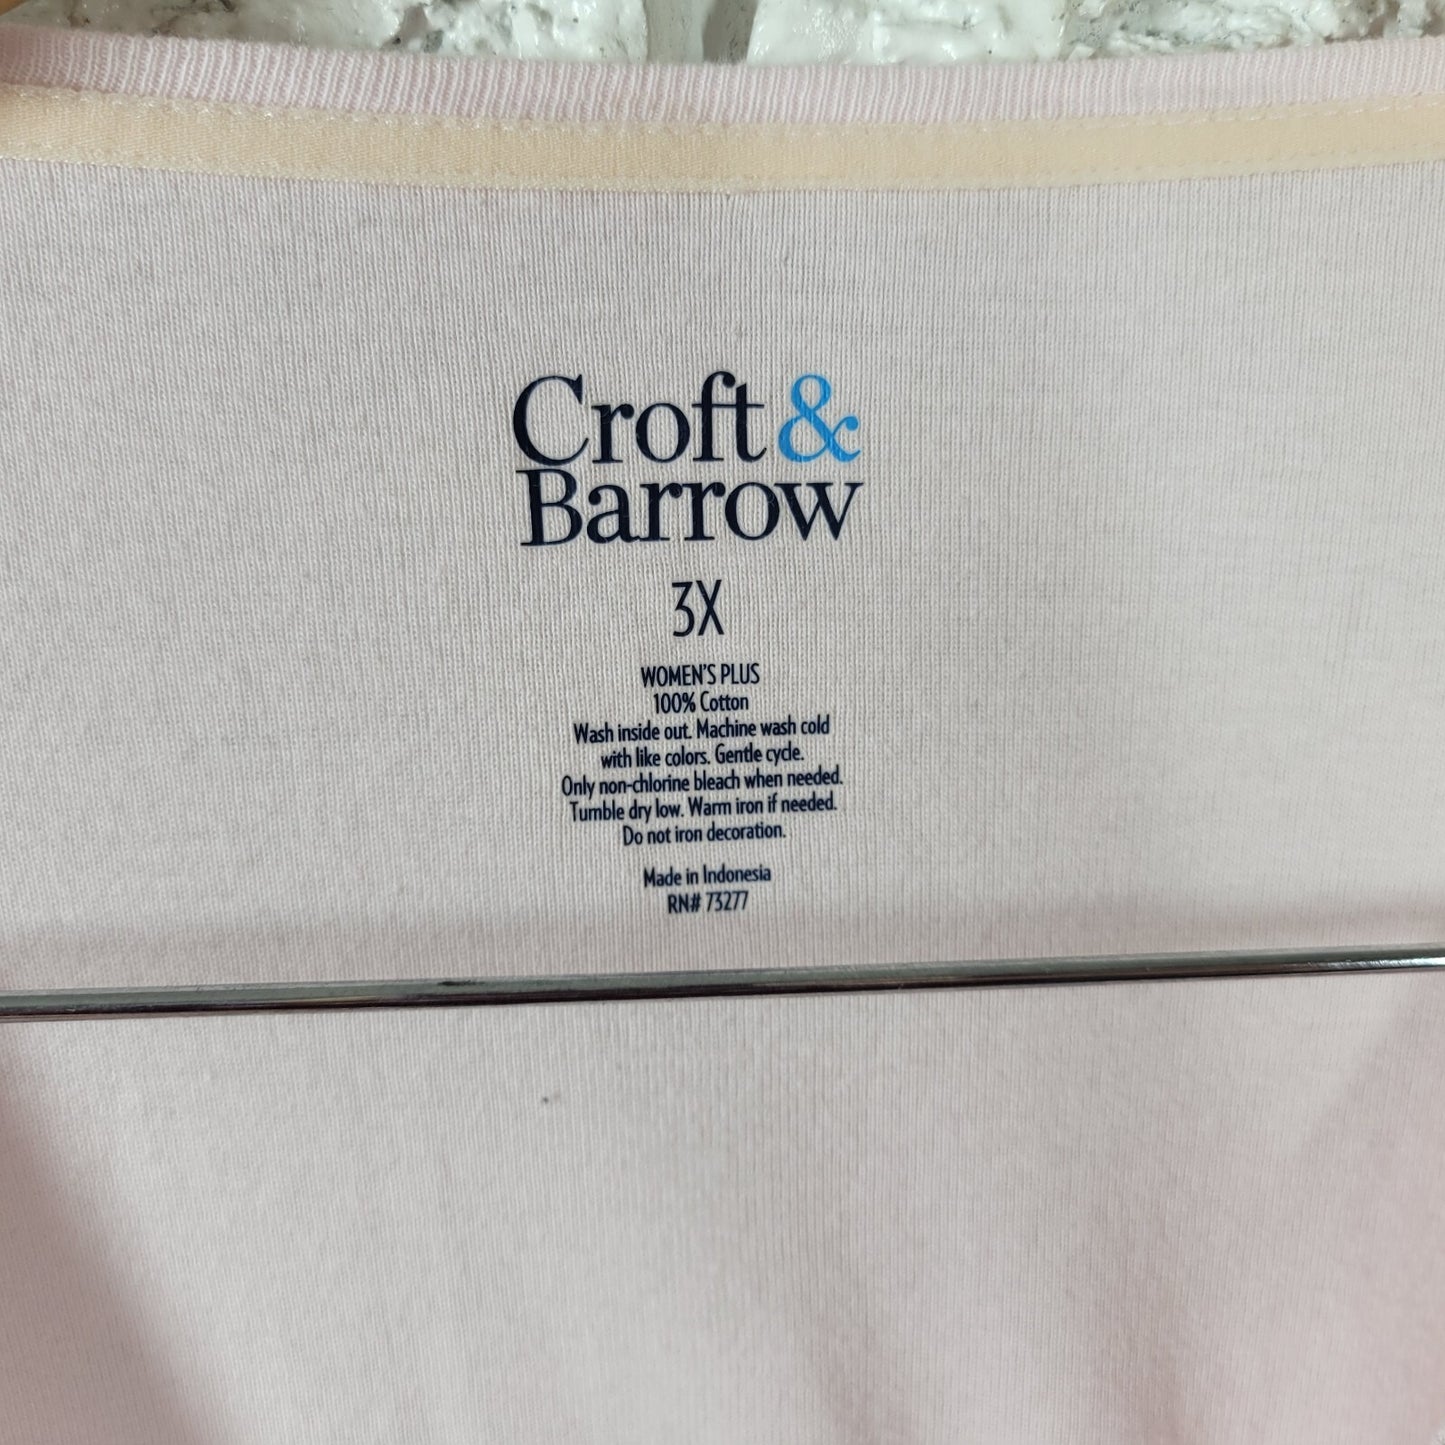 Croft &
Barrow
3X
WOMEN'S PLUS
100% Cotton
Wash inside out. Machine wash cold
with like colors. Gentle cycle.
Only non-chlorine bleach when needed.
Tumble dry low. Warm iron if needed.
Do not iron decoration.
Made in Indonesia
RN# 73277